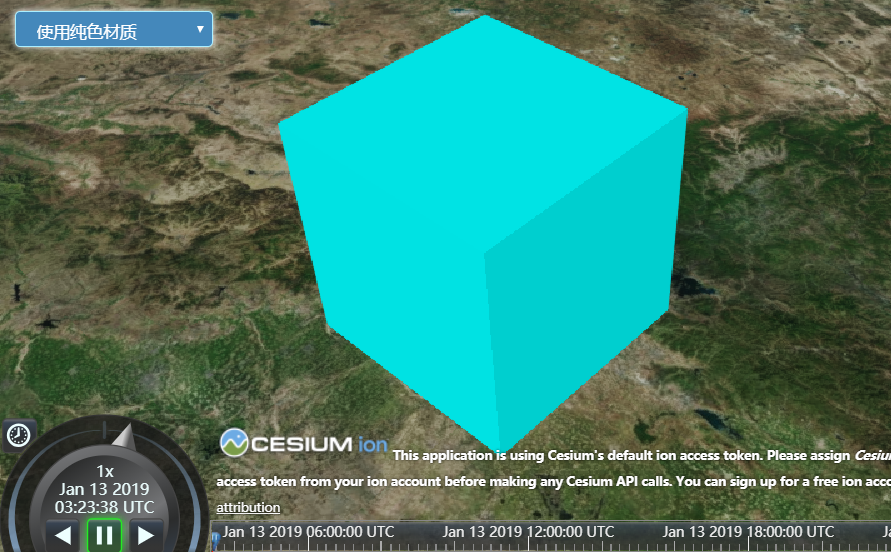 使用纯色材质
CESIUM ion This application is using Cesium's default ion access token. Please assign Cesiu
access token from your ion account before making any Cesium API calls. You can sign up for a free ion acco
attribution
1x
Jan 13 2019
03:23:38 UTC
Jan 13 2019 06:00:00 UTC Jan 13 2019 12:00:00 UTC Jan 13 2019 18:00:00 UTC Ja